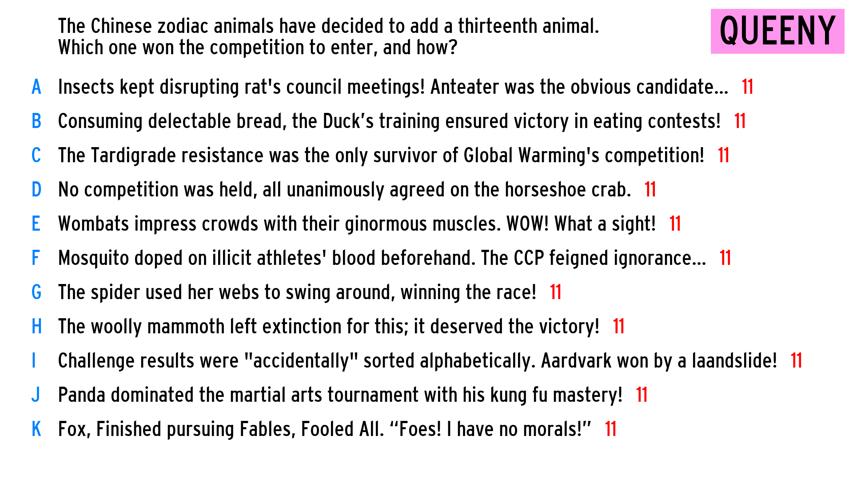 The Chinese zodiac animals have decided to add a thirteenth animal.
Which one won the competition to enter, and how?
QUEENY
A Insects kept disrupting rat's council meetings! Anteater was the obvious candidate... 11
B Consuming delectable bread, the Duck’s training ensured victory in eating contests! 11
C The Tardigrade resistance was the only survivor of Global Warming's competition! 11
D No competition was held, all unanimously agreed on the horseshoe crab. 11
E Wombats impress crowds with their ginormous muscles. WOW! What a sight! 11
F Mosquito doped on illicit athletes' blood beforehand. The CCP feigned ignorance... 11
G The spider used her webs to swing around, winning the race! 11
H The woolly mammoth left extinction for this; it deserved the victory! 11
I Challenge results were "accidentally" sorted alphabetically. Aardvark won by a laandslide! 11
J Panda dominated the martial arts tournament with his kung fu mastery! 11
K Fox, Finished pursuing Fables, Fooled All. “Foes! I have no morals!” 11